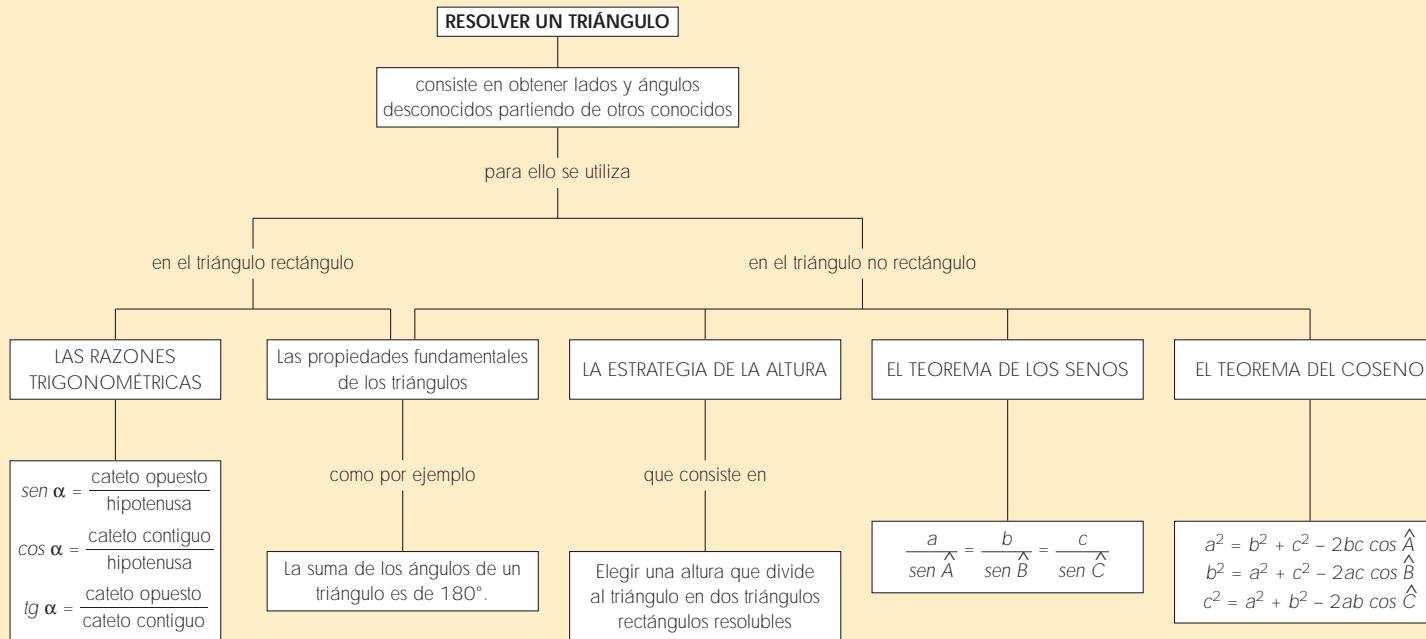 RESOLVER UN TRIÁNGULO
consiste en obtener lados y ángulos
desconocidos partiendo de otros conocidos
para ello se utiliza
en el triángulo rectángulo
en el triángulo no rectángulo
LAS RAZONES
TRIGONOMÉTRICAS
Las propiedades fundamentales
de los triángulos
LA ESTRATEGIA DE LA ALTURA
EL TEOREMA DE LOS SENOS
EL TEOREMA DEL COSENO
sen α = cateto opuesto / hipotenusa
cos α = cateto contiguo / hipotenusa
tg α = cateto opuesto / cateto contiguo
como por ejemplo
La suma de los ángulos de un
triángulo es de 180°.
que consiste en
Elegir una altura que divide
al triángulo en dos triángulos
rectángulos resolubles
a / sen Â = b / sen B̂ = c / sen Ĉ
a² = b² + c² – 2bc cos Â
b² = a² + c² – 2ac cos B̂
c² = a² + b² – 2ab cos Ĉ